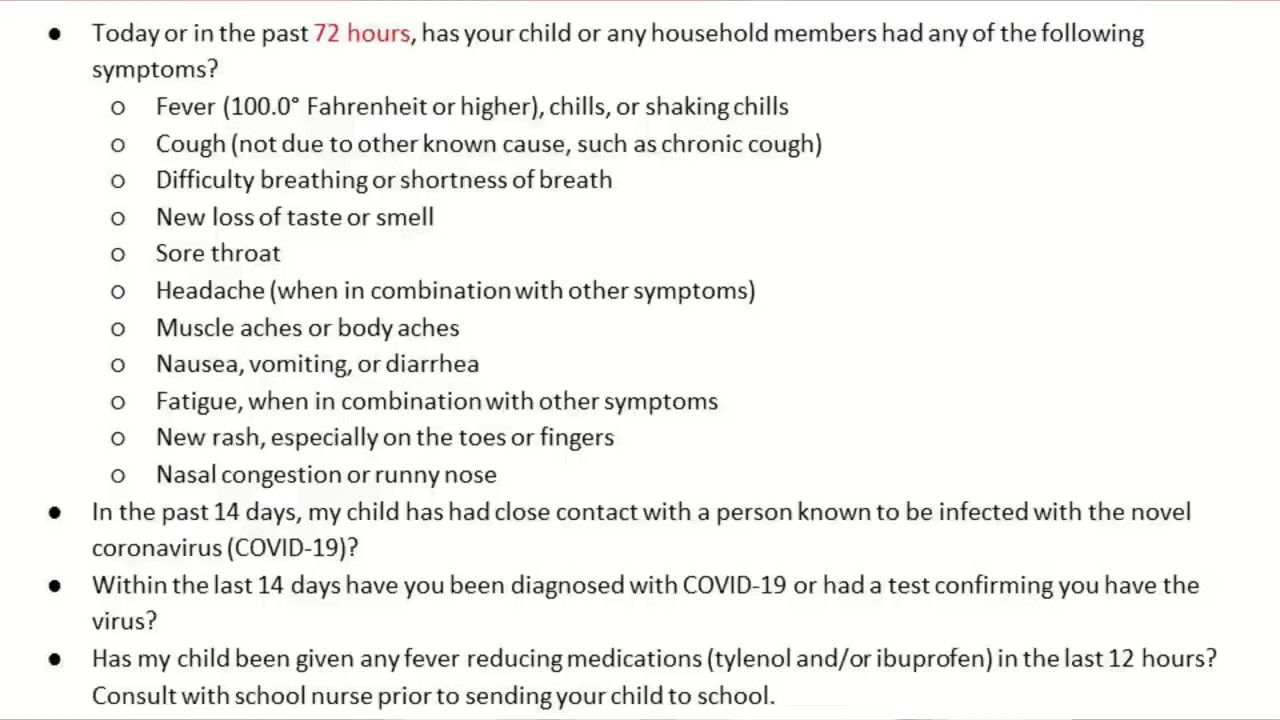 ● Today or in the past 72 hours, has your child or any household members had any of the following
symptoms?
o Fever (100.0° Fahrenheit or higher), chills, or shaking chills
o Cough (not due to other known cause, such as chronic cough)
o Difficulty breathing or shortness of breath
o New loss of taste or smell
o Sore throat
o Headache (when in combination with other symptoms)
o Muscle aches or body aches
o Nausea, vomiting, or diarrhea
o Fatigue, when in combination with other symptoms
o New rash, especially on the toes or fingers
o Nasal congestion or runny nose
● In the past 14 days, my child has had close contact with a person known to be infected with the novel
coronavirus (COVID-19)?
● Within the last 14 days have you been diagnosed with COVID-19 or had a test confirming you have the
virus?
● Has my child been given any fever reducing medications (tylenol and/or ibuprofen) in the last 12 hours?
Consult with school nurse prior to sending your child to school.